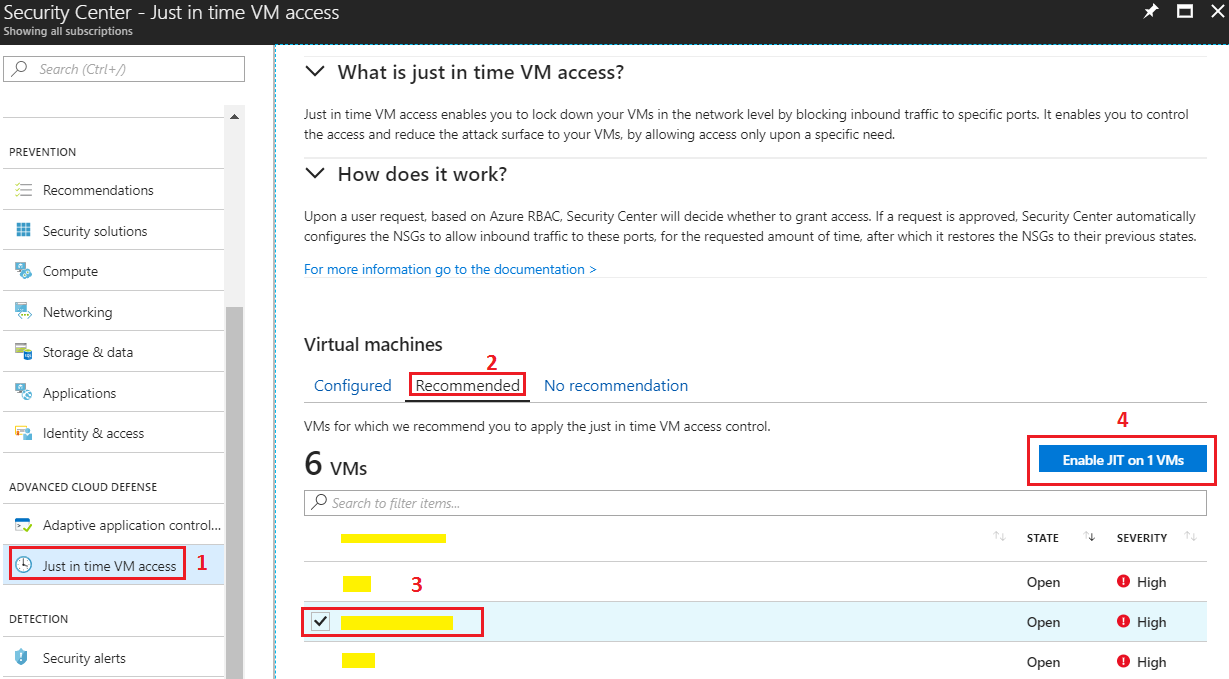 Security Center - Just in time VM access
Showing all subscriptions
Search (Ctrl+/)
PREVENTION
Recommendations
Security solutions
Compute
Networking
Storage & data
Applications
Identity & access
ADVANCED CLOUD DEFENSE
Adaptive application control...
Just in time VM access
1
DETECTION
Security alerts
What is just in time VM access?
Just in time VM access enables you to lock down your VMs in the network level by blocking inbound traffic to specific ports. It enables you to control
the access and reduce the attack surface to your VMs, by allowing access only upon a specific need.
How does it work?
Upon a user request, based on Azure RBAC, Security Center will decide whether to grant access. If a request is approved, Security Center automatically
configures the NSGs to allow inbound traffic to these ports, for the requested amount of time, after which it restores the NSGs to their previous states.
For more information go to the documentation >
Virtual machines
2
Configured Recommended No recommendation
VMs for which we recommend you to apply the just in time VM access control.
4
6 VMs
Enable JIT on 1 VMs
Search to filter items...
STATE SEVERITY
3
Open High
Open High
Open High